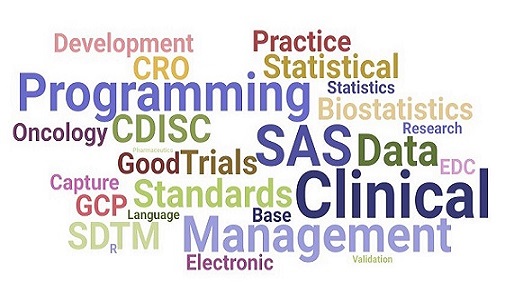 Development
Practice
CRO
Statistical
Programming
Statistics
Biostatistics
Oncology
CDISC
Research
Pharmaceutics
SAS
Data
Good
Trials
EDC
Capture
Standards
Clinical
GCP
Language
Base
SDTM
R
Management
Electronic
Validation